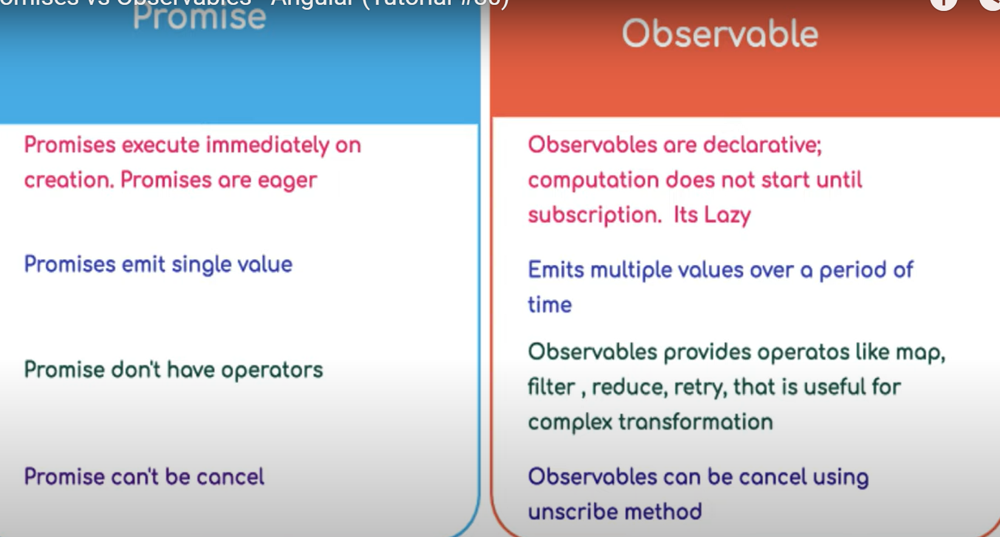 Promises vs Observables - Angular (Tutorial #
Promise
Observable
Promises execute immediately on
creation. Promises are eager
Observables are declarative;
computation does not start until
subscription.  Its Lazy
Promises emit single value
Emits multiple values over a period of
time
Promise don't have operators
Observables provides operatos like map,
filter , reduce, retry, that is useful for
complex transformation
Promise can't be cancel
Observables can be cancel using
unscribe method